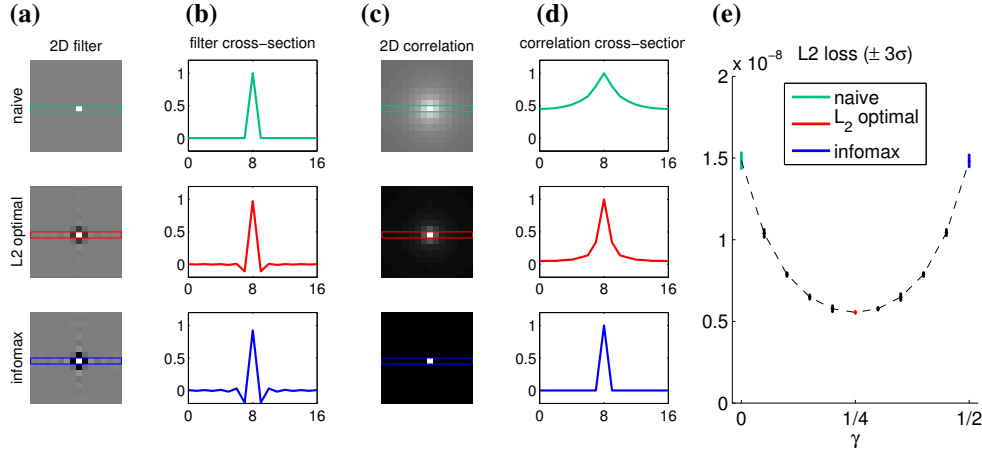 (a) (b) (c) (d) (e)
2D filter
filter cross−section
2D correlation
correlation cross−section
x 10⁻⁸ L2 loss (± 3σ)
naive
1
0.5
0
0 8 16
1
0.5
0
0 8 16
L2 optimal
1
0.5
0
0 8 16
1
0.5
0
0 8 16
infomax
1
0.5
0
0 8 16
1
0.5
0
0 8 16
2
1.5
1
0.5
0
0 1/4 1/2
γ
naive
L₂ optimal
infomax